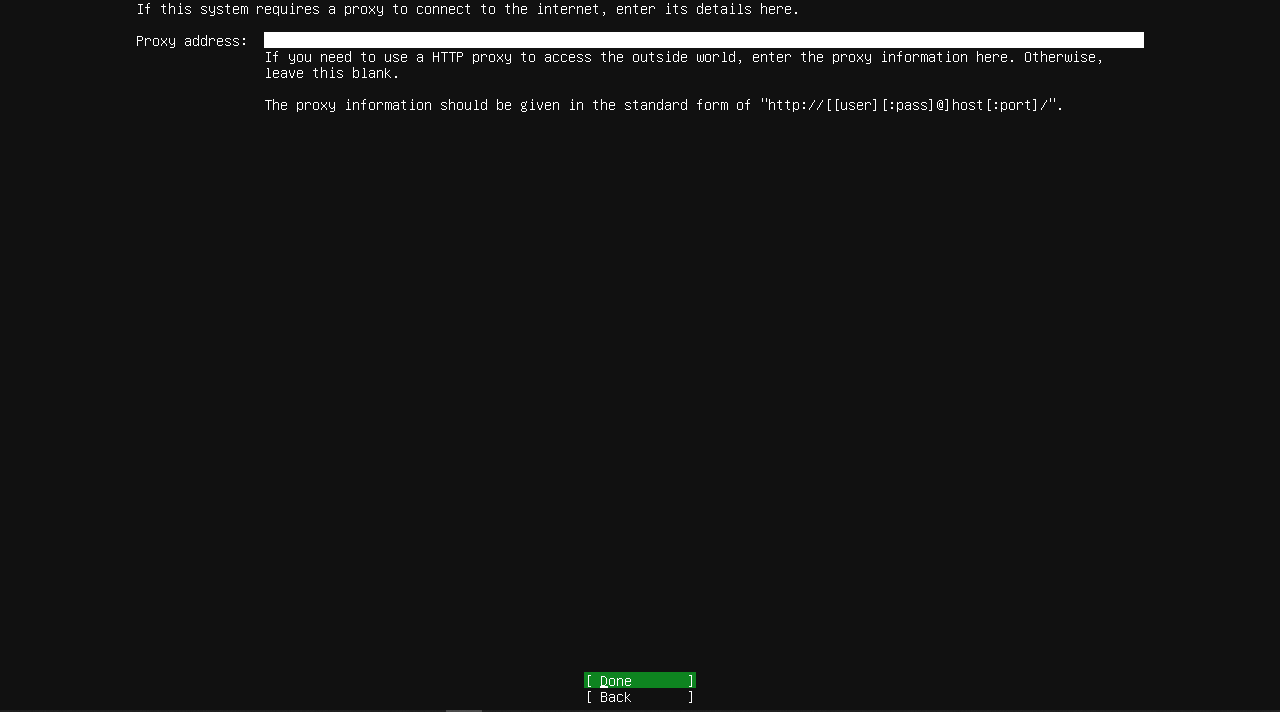 If this system requires a proxy to connect to the internet, enter its details here.
Proxy address:
If you need to use a HTTP proxy to access the outside world, enter the proxy information here. Otherwise,
leave this blank.
The proxy information should be given in the standard form of "http://[[user][:pass]@]host[:port]/".
[ Done ]
[ Back ]